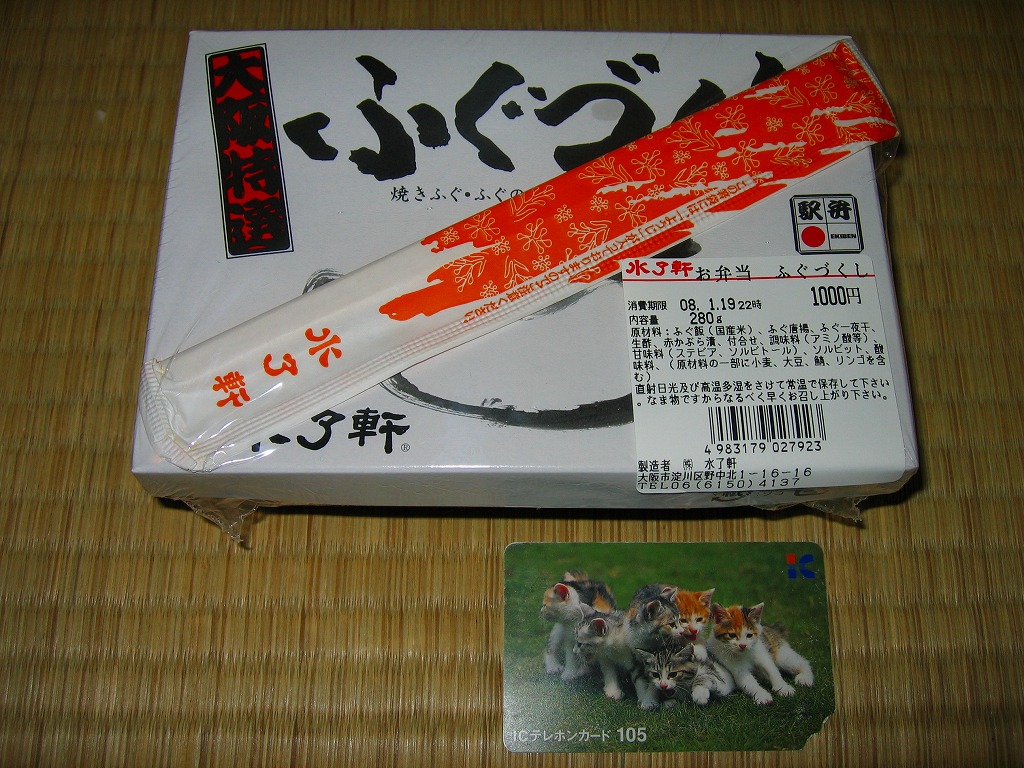 大阪特選
ふぐづく
焼きふぐ・ふぐの
駅弁
EKIBEN
水了軒
了軒®
水了軒 お弁当 ふぐづくし
1000円
消費期限 08. 1.19 22時
内容量 280g
原材料：ふぐ飯（国産米）、ふぐ唐揚、ふぐ一夜干、
生酢、赤かぶら漬、付合せ、調味料（アミノ酸等）、
甘味料（ステビア、ソルビトール）、ソルビット、酸
味料、（原材料の一部に小麦、大豆、鯖、リンゴを含
む）
直射日光及び高温多湿をさけて常温で保存して下さい
。なま物ですからなるべく早くお召し上がり下さい。
4 983179 027923
製造者 ㈱ 水了軒
大阪市淀川区野中北1-16-16
TEL06(6150)4137
IC
ICテレホンカード 105